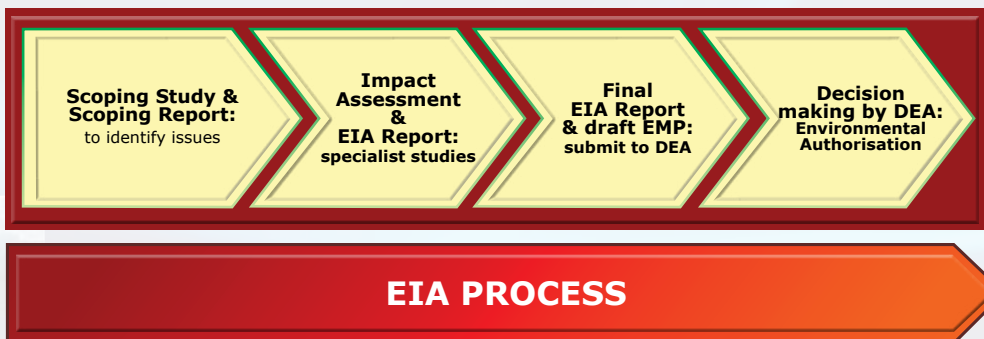 Scoping Study &
Scoping Report:
to identify issues
Impact
Assessment
&
EIA Report:
specialist studies
Final
EIA Report
& draft EMP:
submit to DEA
Decision
making by DEA:
Environmental
Authorisation
EIA PROCESS